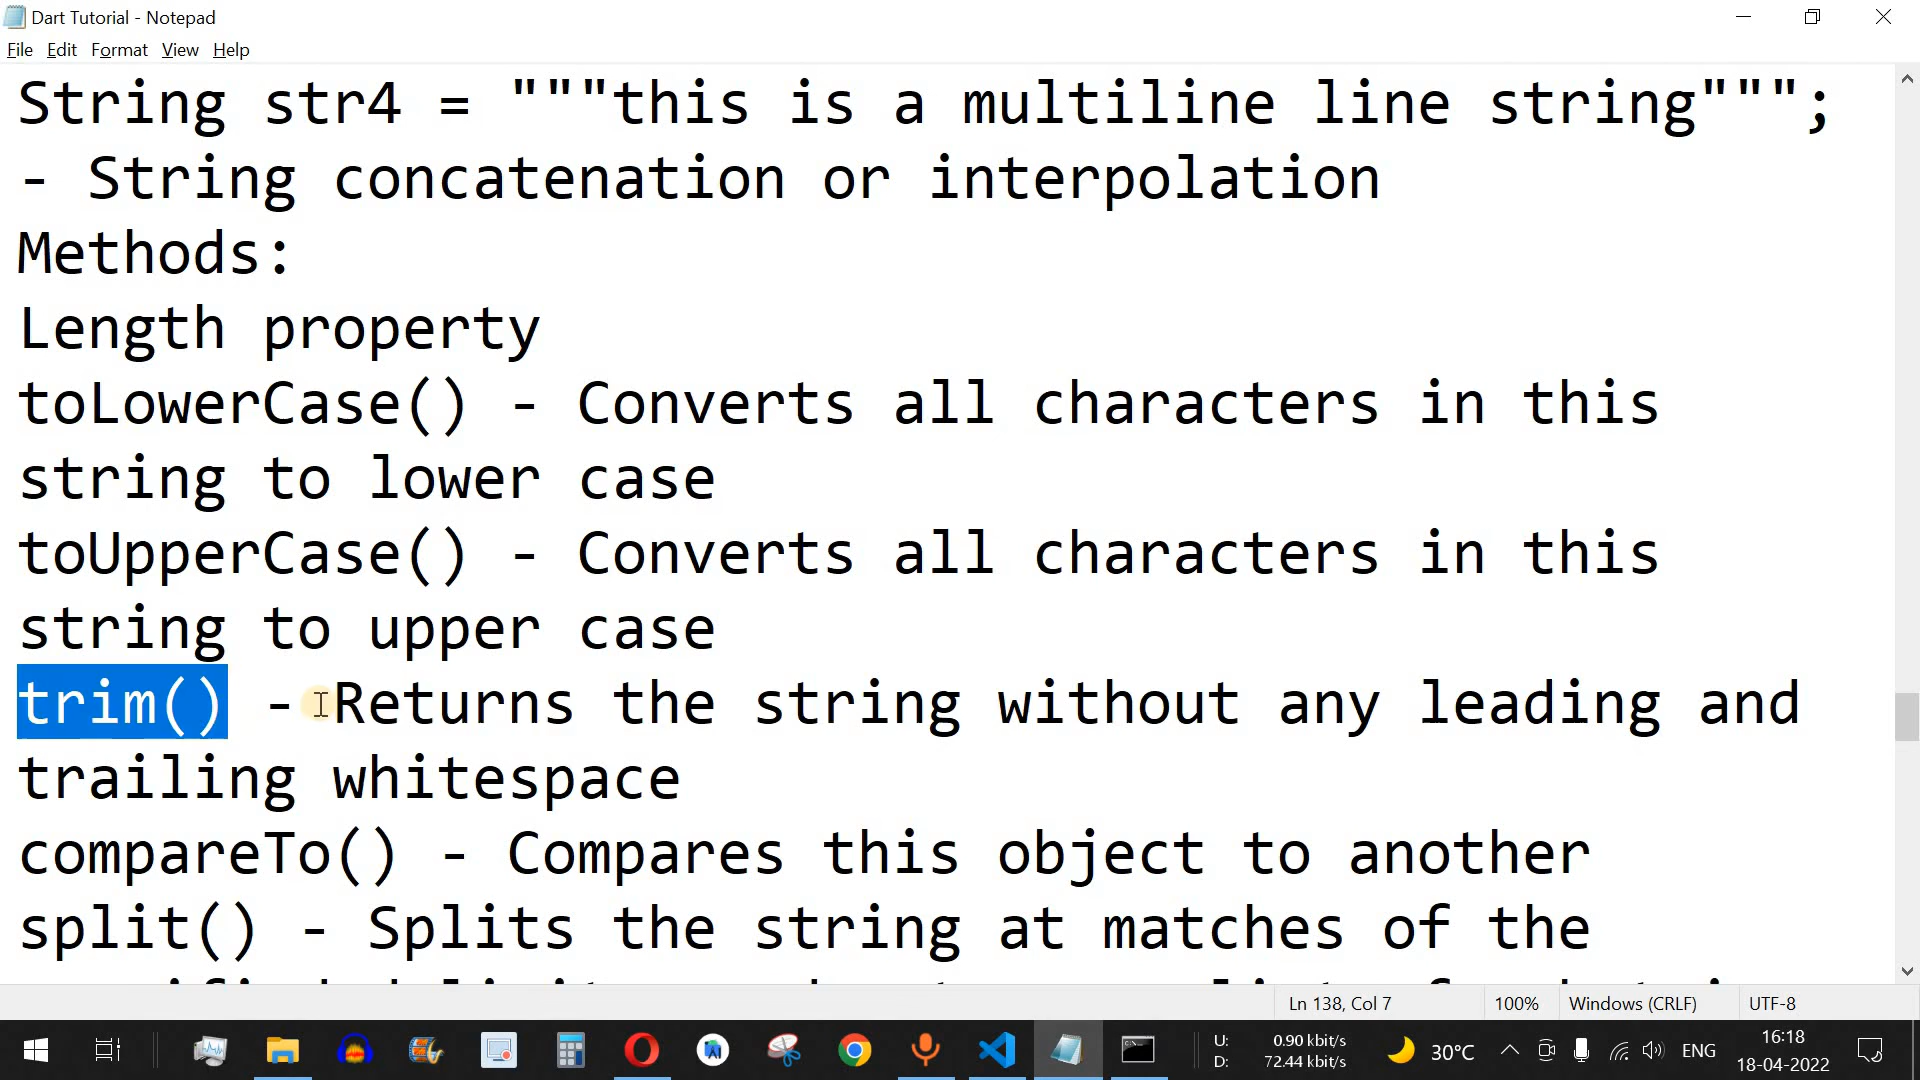 Dart Tutorial - Notepad
File Edit Format View Help
String str4 = """this is a multiline line string""";
- String concatenation or interpolation
Methods:
Length property
toLowerCase() - Converts all characters in this
string to lower case
toUpperCase() - Converts all characters in this
string to upper case
trim() - Returns the string without any leading and
trailing whitespace
compareTo() - Compares this object to another
split() - Splits the string at matches of the
Ln 138, Col 7 100% Windows (CRLF) UTF-8
U: 0.90 kbit/s
D: 72.44 kbit/s
30°C
ENG
16:18
18-04-2022